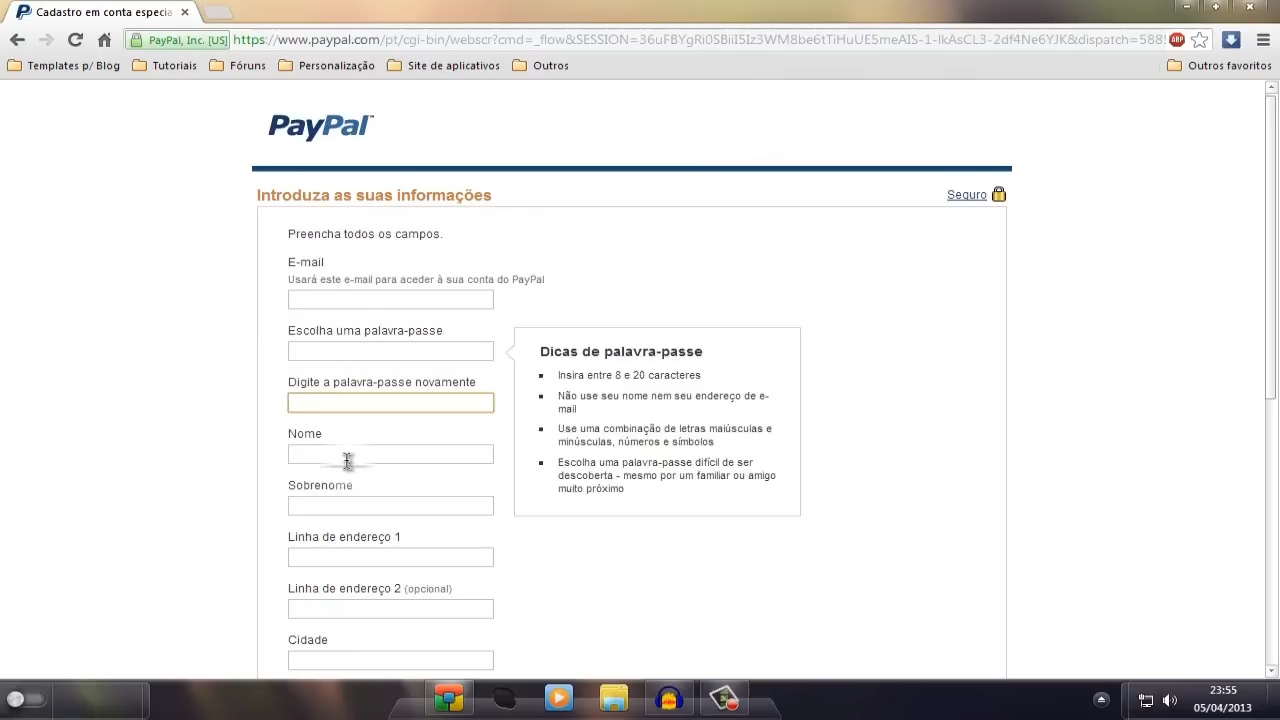 Cadastro em conta especia
PayPal, Inc. [US]
https://www.paypal.com/pt/cgi-bin/webscr?cmd=_flow&SESSION=36uFBYgRi0SBiiI5Iz3WM8be6tTiHuUE5meAIS-1-IkAsCL3-2df4Ne6YJK&dispatch=588
ABP
Templates p/ Blog
Tutoriais
Fóruns
Personalização
Site de aplicativos
Outros
Outros favoritos
PayPal™
Introduza as suas informações
Seguro
Preencha todos os campos.
E-mail
Usará este e-mail para aceder à sua conta do PayPal
Escolha uma palavra-passe
Dicas de palavra-passe
Insira entre 8 e 20 caracteres
Não use seu nome nem seu endereço de e-
mail
Use uma combinação de letras maiúsculas e
minúsculas, números e símbolos
Escolha uma palavra-passe difícil de ser
descoberta - mesmo por um familiar ou amigo
muito próximo
Digite a palavra-passe novamente
Nome
Sobrenome
Linha de endereço 1
Linha de endereço 2 (opcional)
Cidade
23:55
05/04/2013